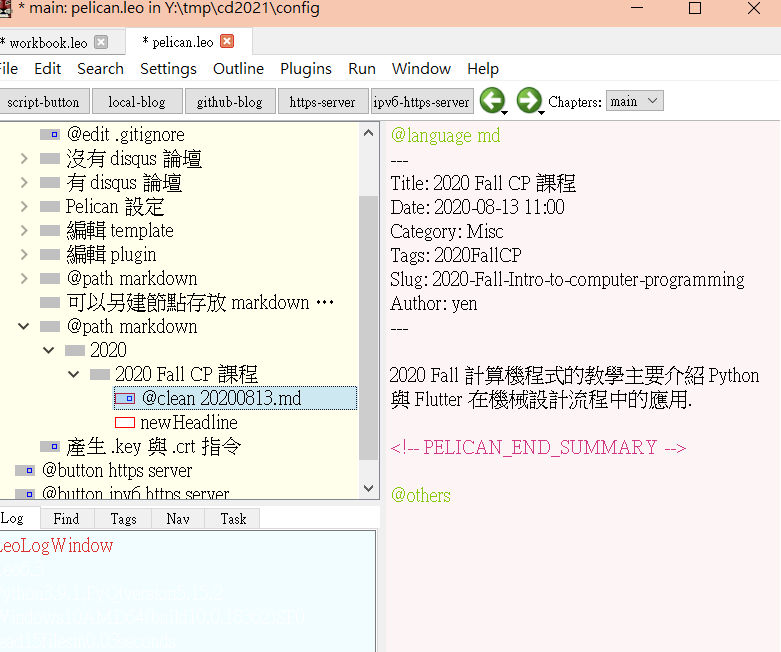 * main: pelican.leo in Y:\tmp\cd2021\config
* workbook.leo
* pelican.leo
File Edit Search Settings Outline Plugins Run Window Help
script-button local-blog github-blog https-server ipv6-https-server Chapters: main
@edit .gitignore
沒有 disqus 論壇
有 disqus 論壇
Pelican 設定
編輯 template
編輯 plugin
@path markdown
可以另建節點存放 markdown ⋯
@path markdown
2020
2020 Fall CP 課程
@clean 20200813.md
newHeadline
產生 .key 與 .crt 指令
@button https server
@button ipv6 https server
Log Find Tags Nav Task
LeoLogWindow
@language md
---
Title: 2020 Fall CP 課程
Date: 2020-08-13 11:00
Category: Misc
Tags: 2020FallCP
Slug: 2020-Fall-Intro-to-computer-programming
Author: yen
---
2020 Fall 計算機程式的教學主要介紹 Python
與 Flutter 在機械設計流程中的應用.
<!-- PELICAN_END_SUMMARY -->
@others